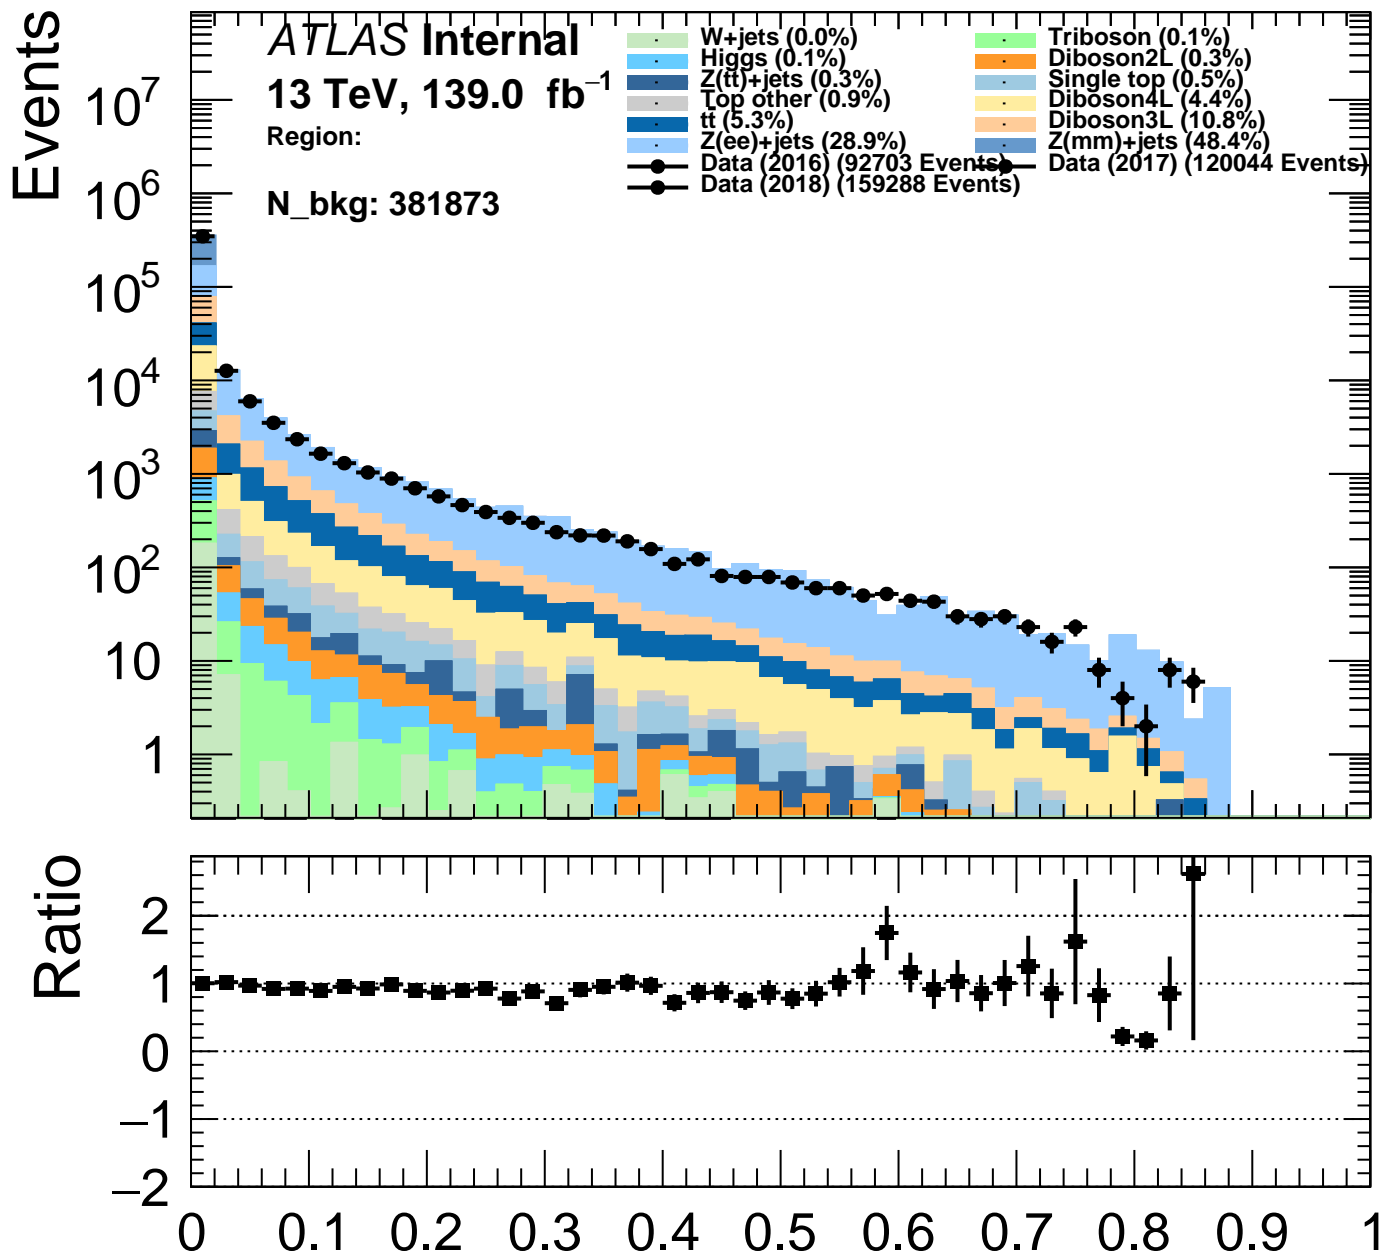 Events
ATLAS Internal
13 TeV, 139.0 fb⁻¹
Region:
N_bkg: 381873
W+jets (0.0%)
Higgs (0.1%)
Z(tt)+jets (0.3%)
Top other (0.9%)
tt̄ (5.3%)
Z(ee)+jets (28.9%)
Data (2016) (92703 Events)
Data (2018) (159288 Events)
Triboson (0.1%)
Diboson2L (0.3%)
Single top (0.5%)
Diboson4L (4.4%)
Diboson3L (10.8%)
Z(mm)+jets (48.4%)
Data (2017) (120044 Events)
10⁷
10⁶
10⁵
10⁴
10³
10²
10
1
Ratio
2
1
0
−1
−2
0 0.1 0.2 0.3 0.4 0.5 0.6 0.7 0.8 0.9 1